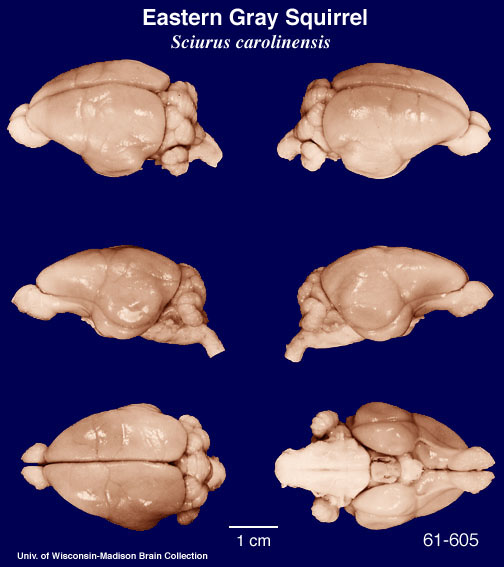 Eastern Gray Squirrel
Sciurus carolinensis
1 cm
61-605
Univ. of Wisconsin-Madison Brain Collection